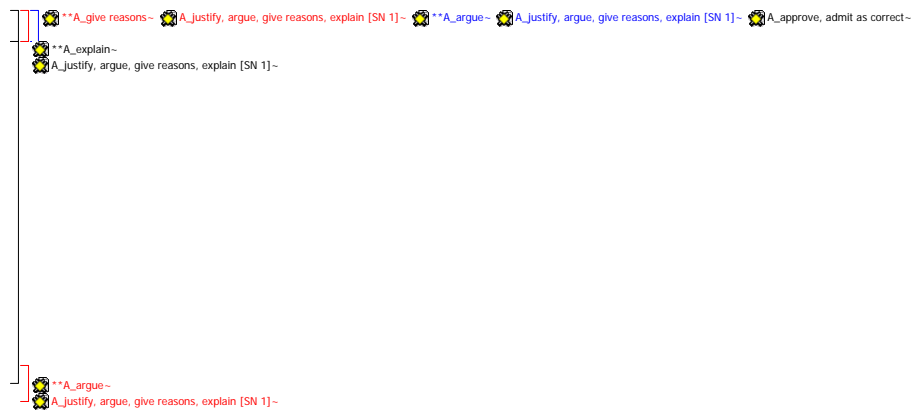 **A_give reasons~ A_justify, argue, give reasons, explain [SN 1]~ **A_argue~ A_justify, argue, give reasons, explain [SN 1]~ A_approve, admit as correct~
**A_explain~
A_justify, argue, give reasons, explain [SN 1]~
**A_argue~
A_justify, argue, give reasons, explain [SN 1]~